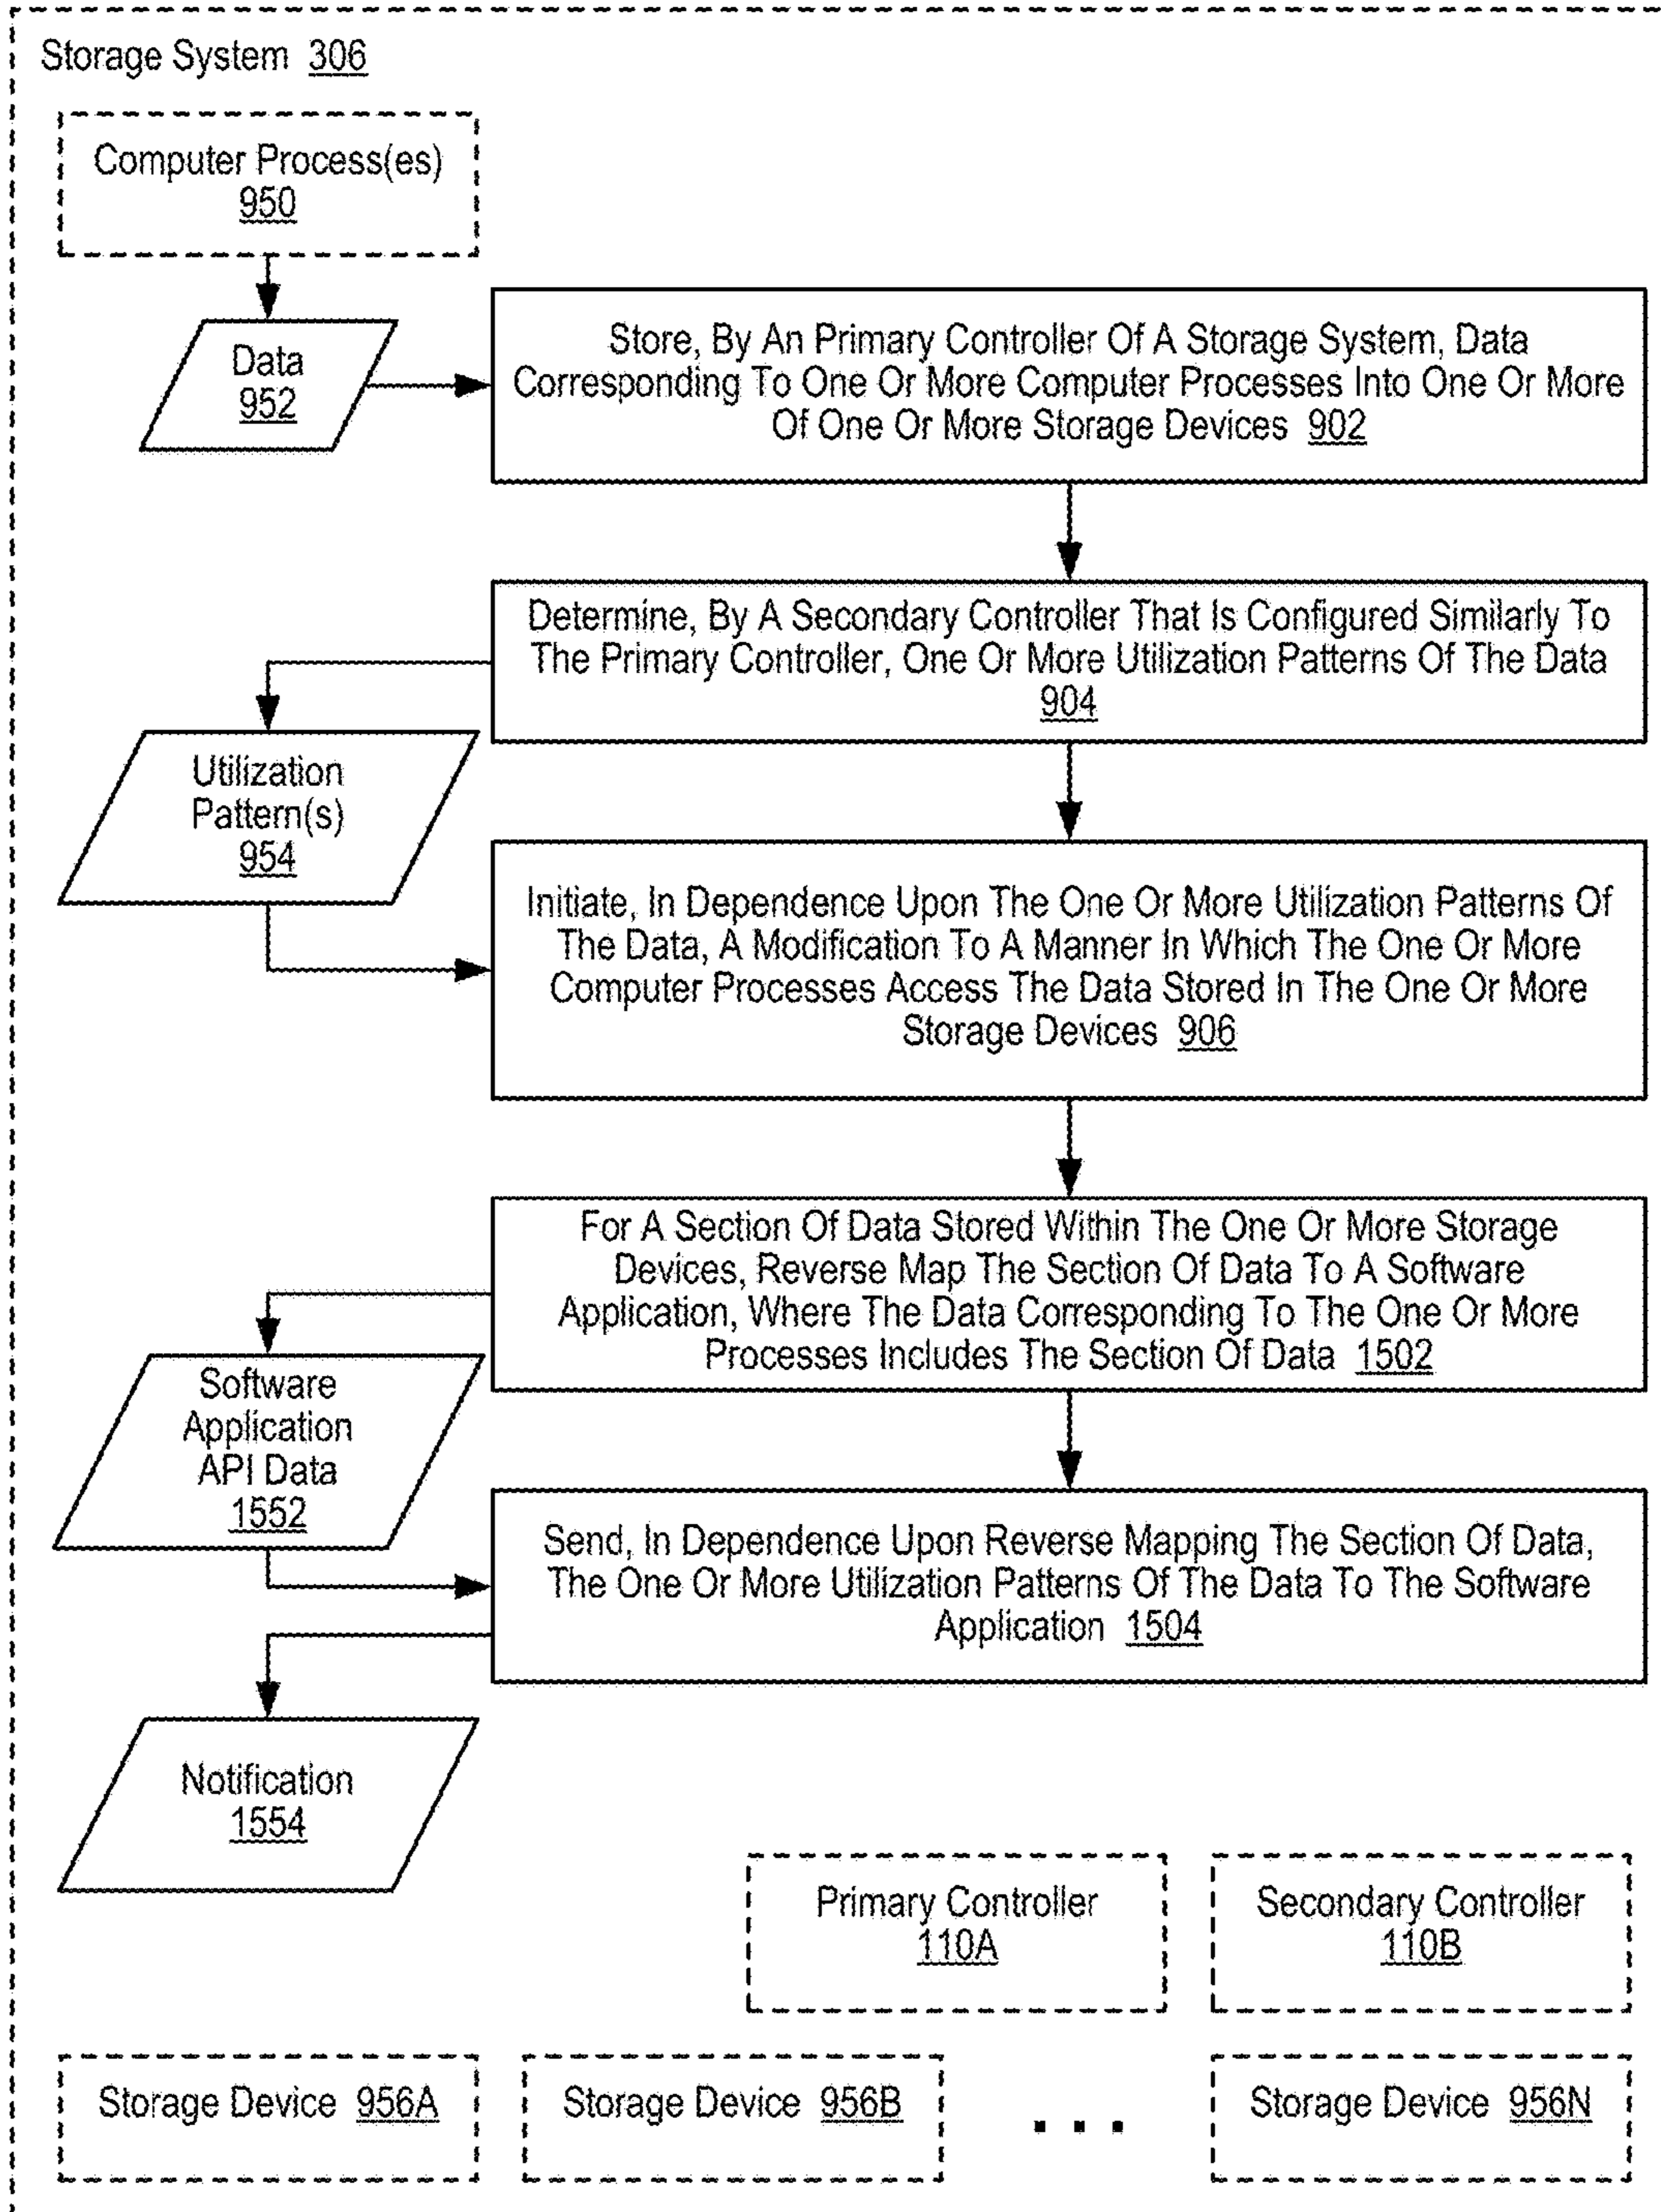 Storage System 306
Computer Process(es)
950
Data
952
Store, By An Primary Controller Of A Storage System, Data
Corresponding To One Or More Computer Processes Into One Or More
Of One Or More Storage Devices 902
Determine, By A Secondary Controller That Is Configured Similarly To
The Primary Controller, One Or More Utilization Patterns Of The Data
904
Utilization
Pattern(s)
954
Initiate, In Dependence Upon The One Or More Utilization Patterns Of
The Data, A Modification To A Manner In Which The One Or More
Computer Processes Access The Data Stored In The One Or More
Storage Devices 906
For A Section Of Data Stored Within The One Or More Storage
Devices, Reverse Map The Section Of Data To A Software
Application, Where The Data Corresponding To The One Or More
Processes Includes The Section Of Data 1502
Software
Application
API Data
1552
Send, In Dependence Upon Reverse Mapping The Section Of Data,
The One Or More Utilization Patterns Of The Data To The Software
Application 1504
Notification
1554
Primary Controller
110A
Secondary Controller
110B
Storage Device 956A
Storage Device 956B
. . .
Storage Device 956N